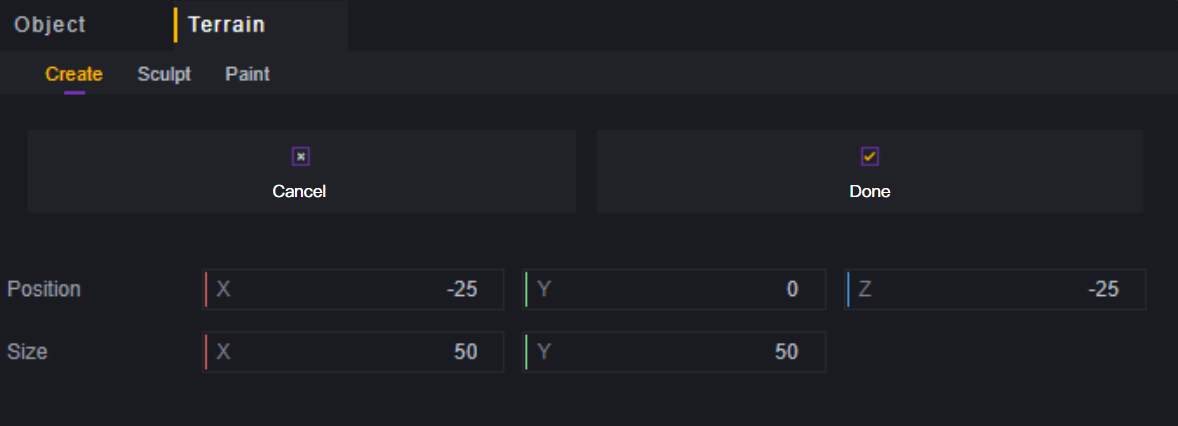 Object Terrain
Create Sculpt Paint
Cancel Done
Position X -25 Y 0 Z -25
Size X 50 Y 50